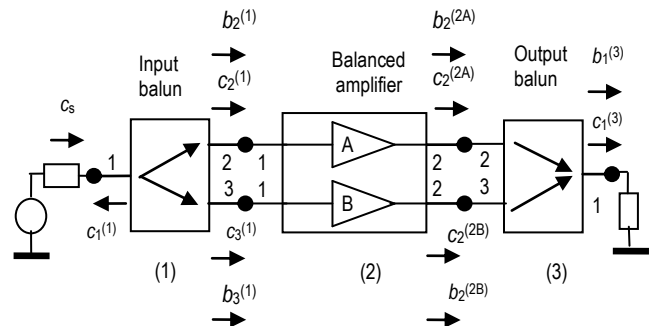 b₂⁽¹⁾ b₂⁽²ᴬ⁾
Input balun
c₂⁽¹⁾
Balanced amplifier
c₂⁽²ᴬ⁾
Output balun
b₁⁽³⁾
cₛ
c₁⁽³⁾
1 2 1 A 2 2
3 1 B 2 3 1
c₁⁽¹⁾ c₃⁽¹⁾ c₂⁽²ᴮ⁾
(1) (2) (3)
b₃⁽¹⁾ b₂⁽²ᴮ⁾